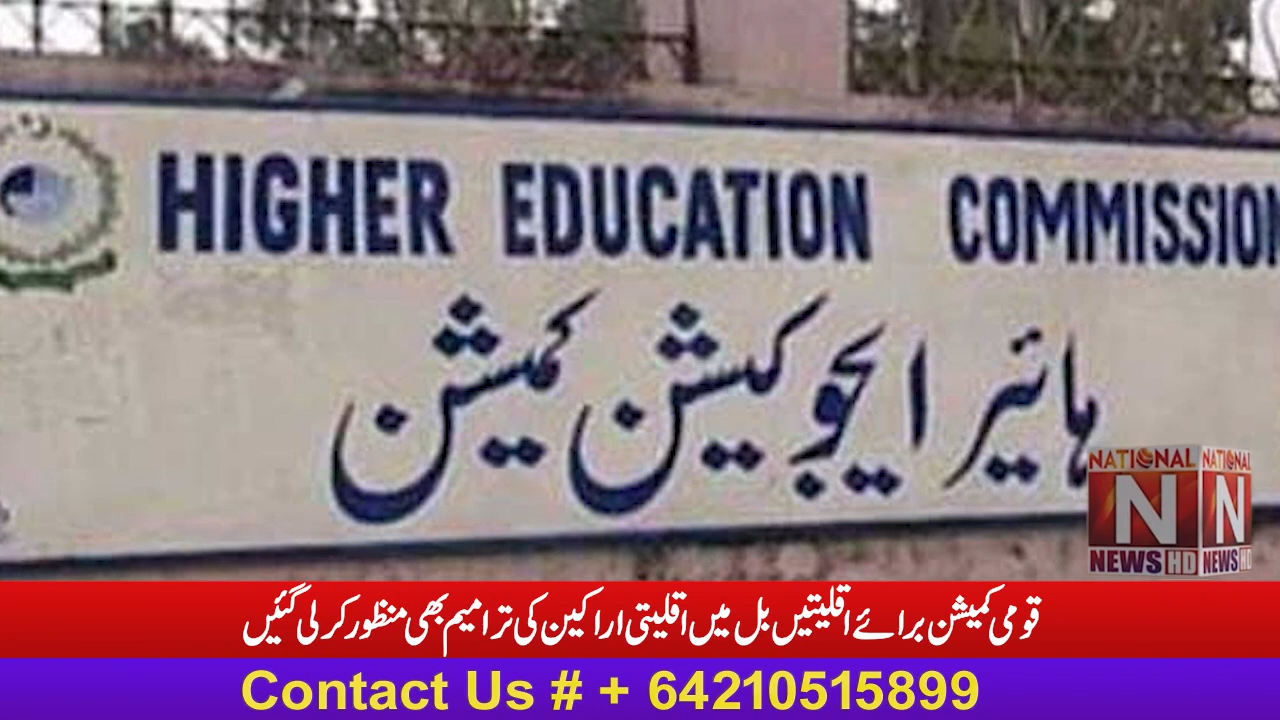 HIGHER EDUCATION COMMISSION
ہائیر ایجوکیشن کمیشن
NATIONAL
N
NEWS HD
NATIONAL
N
NEWS HD
قومی کمیشن برائے اقلیتیں بل میں اقلیتی اراکین کی ترامیم بھی منظور کر لی گئیں
Contact Us # + 64210515899